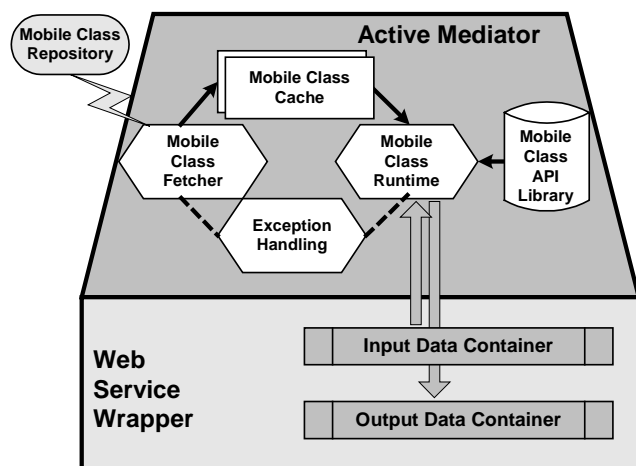 Mobile Class
Repository
Active Mediator
Mobile Class
Cache
Mobile
Class
Fetcher
Mobile
Class
Runtime
Mobile
Class
API
Library
Exception
Handling
Web
Service
Wrapper
Input Data Container
Output Data Container